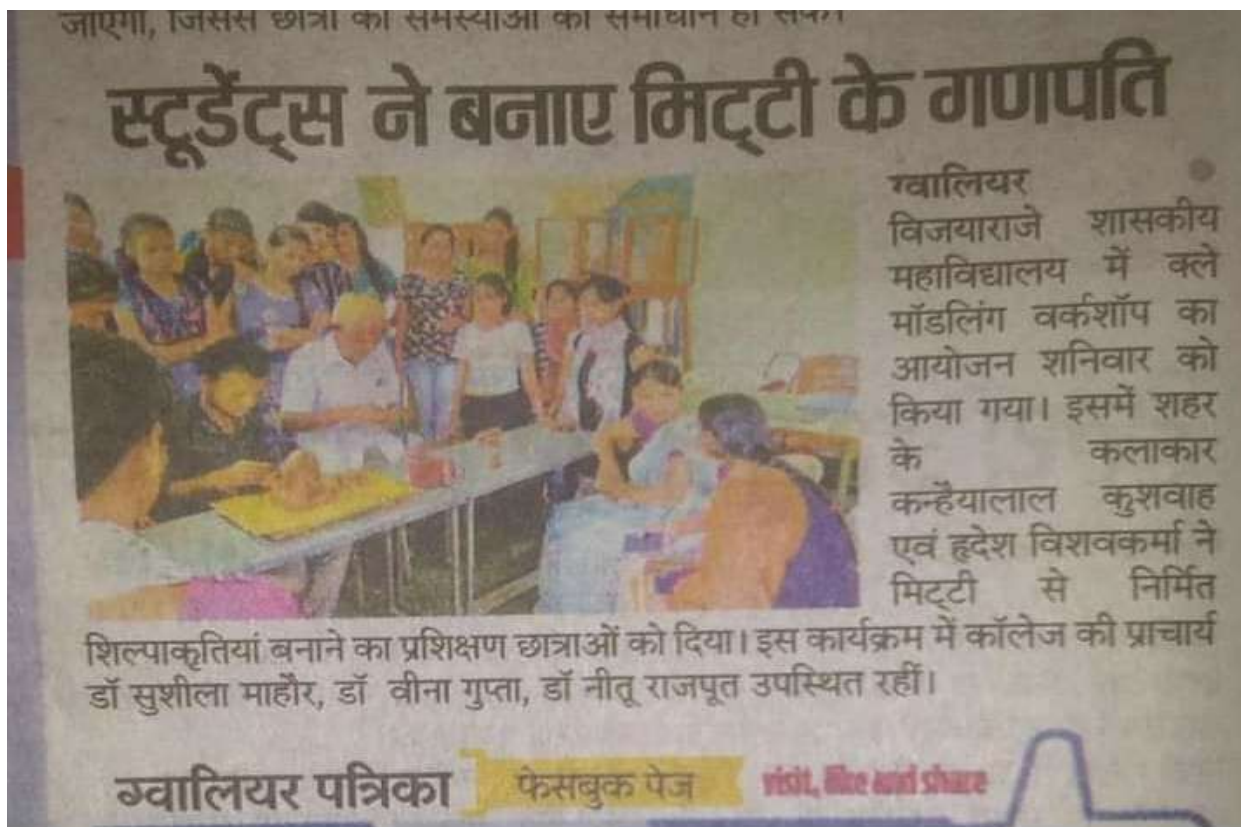 जाएगा, जिससे छात्रों की समस्याओं का समाधान हो सके।
स्टूडेंट्स ने बनाए मिट्टी के गणपति
ग्वालियर
विजयाराजे शासकीय
महाविद्यालय में क्ले
मॉडलिंग वर्कशॉप का
आयोजन शनिवार को
किया गया। इसमें शहर
के कलाकार
कन्हैयालाल कुशवाह
एवं हृदेश विशवकर्मा ने
मिट्टी से निर्मित
शिल्पाकृतियां बनाने का प्रशिक्षण छात्राओं को दिया। इस कार्यक्रम में कॉलेज की प्राचार्य
डॉ सुशीला माहौर, डॉ वीना गुप्ता, डॉ नीतू राजपूत उपस्थित रहीं।
ग्वालियर पत्रिका फेसबुक पेज visit, like and share